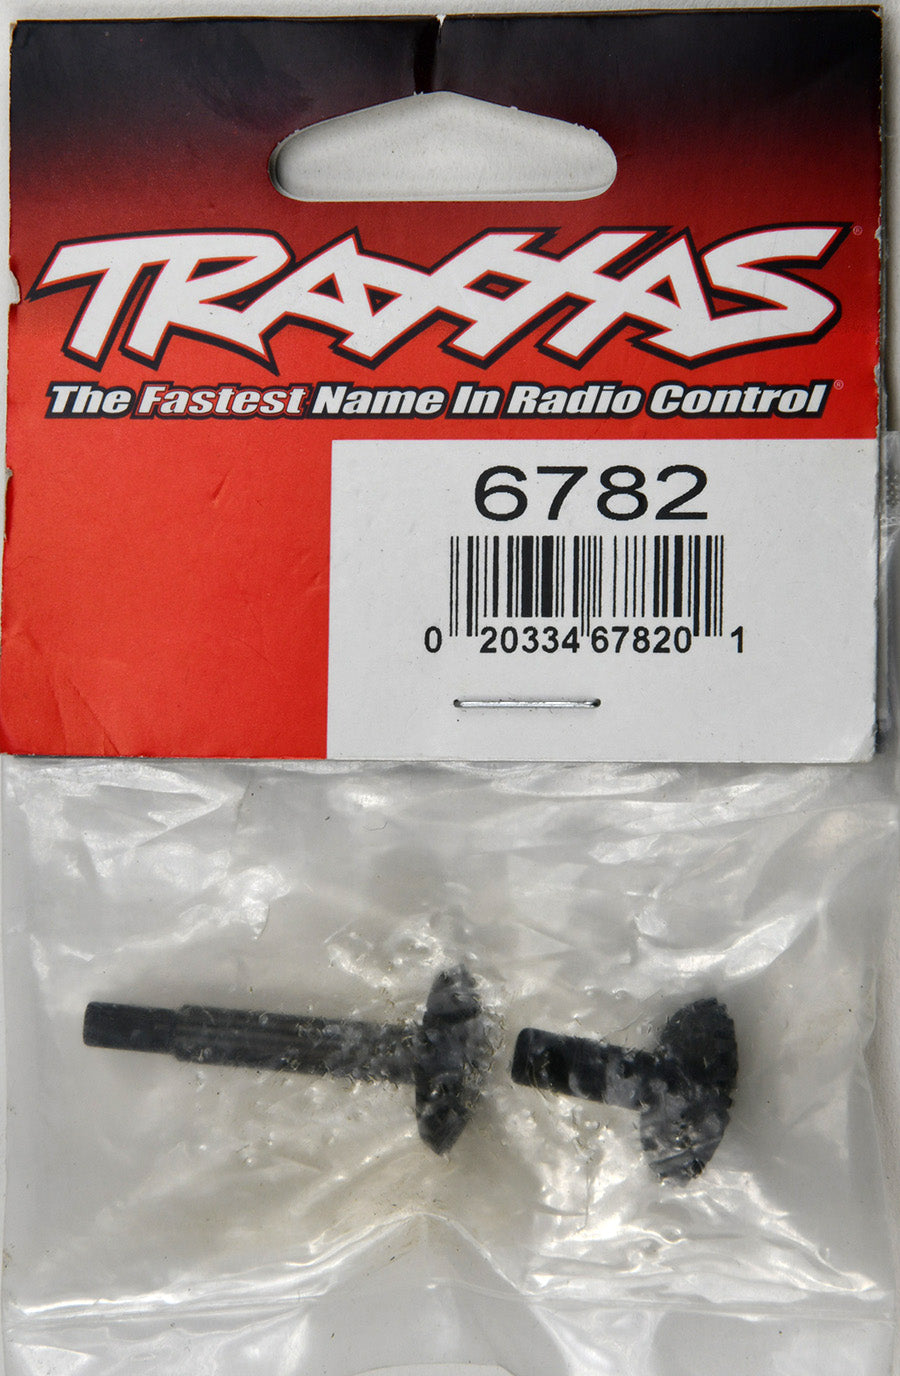 TRAXXAS®
The Fastest Name In Radio Control®
6782
0 20334 67820 1